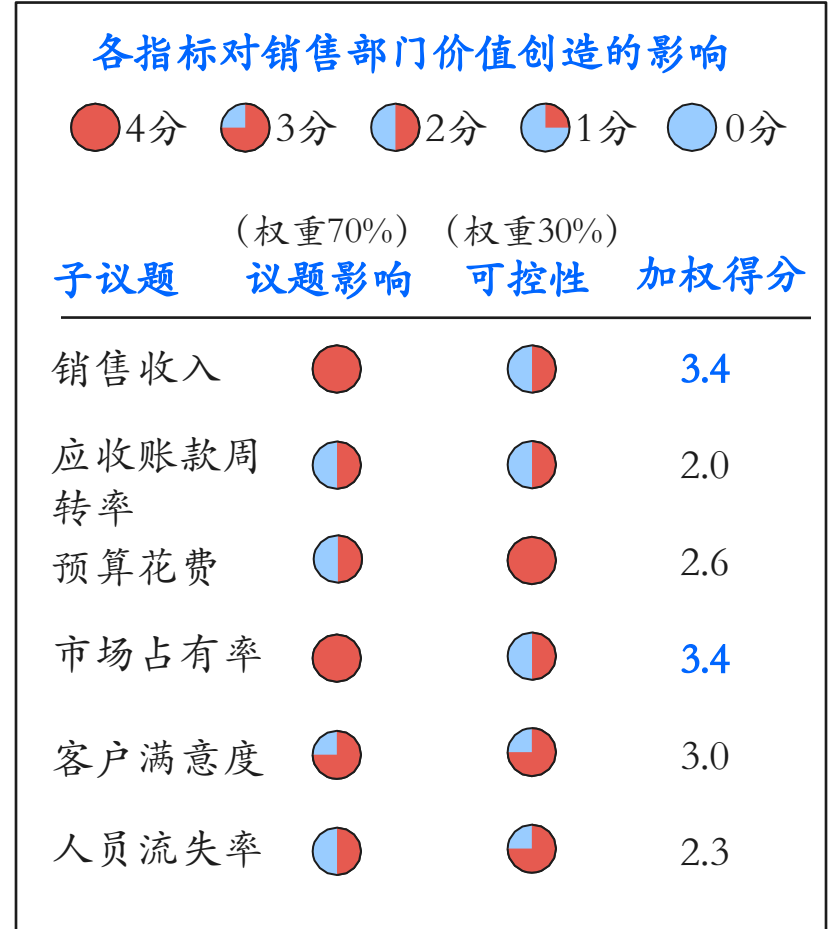 各指标对销售部门价值创造的影响
4分 3分 2分 1分 0分
（权重70%）（权重30%）
子议题 议题影响 可控性 加权得分
销售收入 3.4
应收账款周
转率 2.0
预算花费 2.6
市场占有率 3.4
客户满意度 3.0
人员流失率 2.3